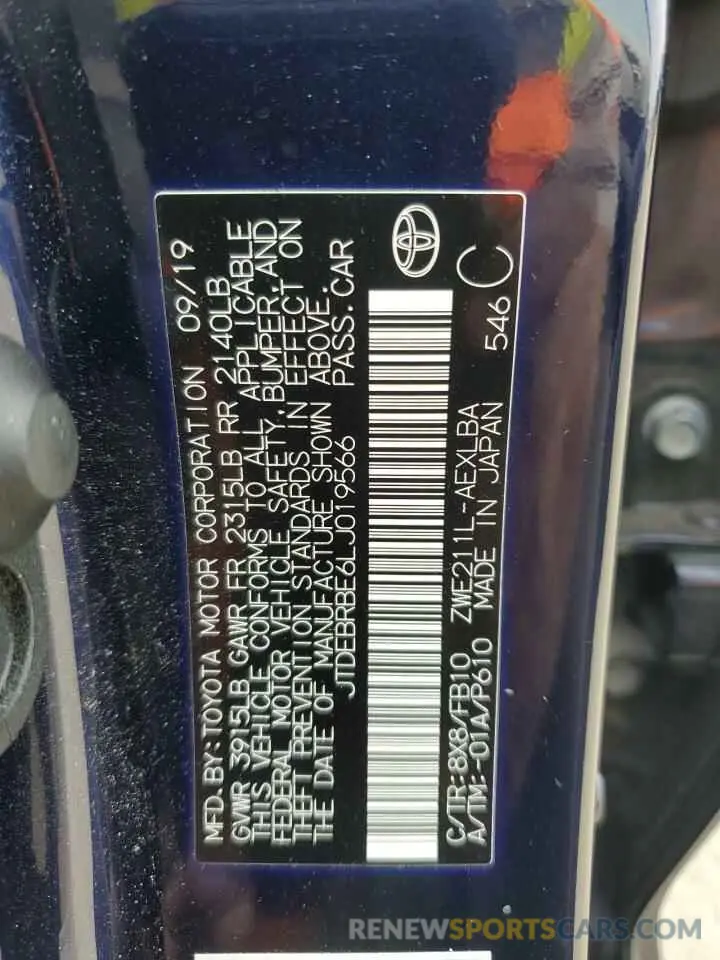 MFD. BY: TOYOTA MOTOR CORPORATION 09/19
GVWR 3915LB GAWR FR 2315LB RR 2140LB
THIS VEHICLE CONFORMS TO ALL APPLICABLE
FEDERAL MOTOR VEHICLE SAFETY, BUMPER, AND
THEFT PREVENTION STANDARDS IN EFFECT ON
THE DATE OF MANUFACTURE SHOWN ABOVE.
JTDEBRBE6LJ019566 PASS. CAR
C/TR:8X8/FB10 ZWE211L-AEXLBA
A/TM:-01A/P610 MADE IN JAPAN 546 C
RENEWSPORTSCARS.COM